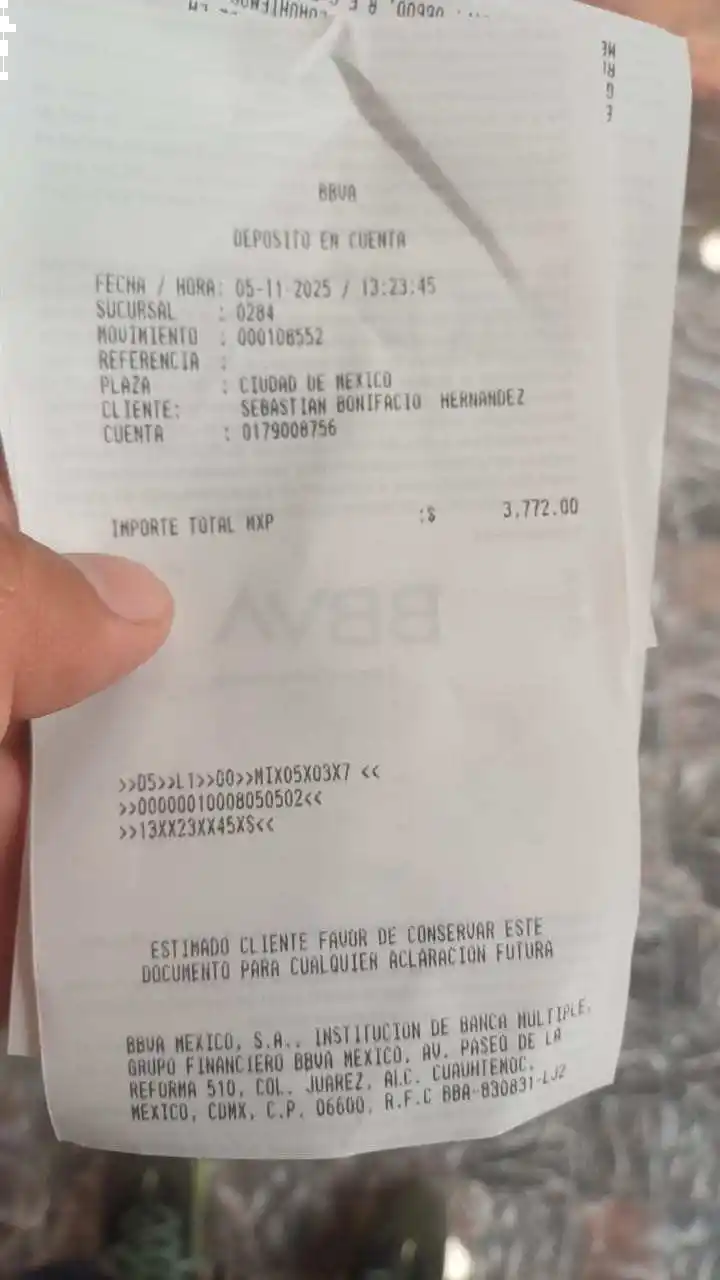 BBVA
DEPOSITO EN CUENTA
FECHA / HORA: 05-11-2025 / 13:23:45
SUCURSAL : 0284
MOVIMIENTO : 000108552
REFERENCIA :
PLAZA : CIUDAD DE MEXICO
CLIENTE: SEBASTIAN BONIFACIO HERNANDEZ
CUENTA : 0179008756
IMPORTE TOTAL MXP :$ 3,772.00
BBVA
>>05>>L1>>00>>MIX05X03X7 <<
>>00000010008050502<<
>>13XX23XX45XS<<
ESTIMADO CLIENTE FAVOR DE CONSERVAR ESTE
DOCUMENTO PARA CUALQUIER ACLARACION FUTURA
BBVA MEXICO, S.A., INSTITUCION DE BANCA MULTIPLE,
GRUPO FINANCIERO BBVA MEXICO, AV. PASEO DE LA
REFORMA 510, COL. JUAREZ, AlC. CUAUHTEMOC,
MEXICO, CDMX, C.P. 06600, R.F.C BBA-830831-LJ2